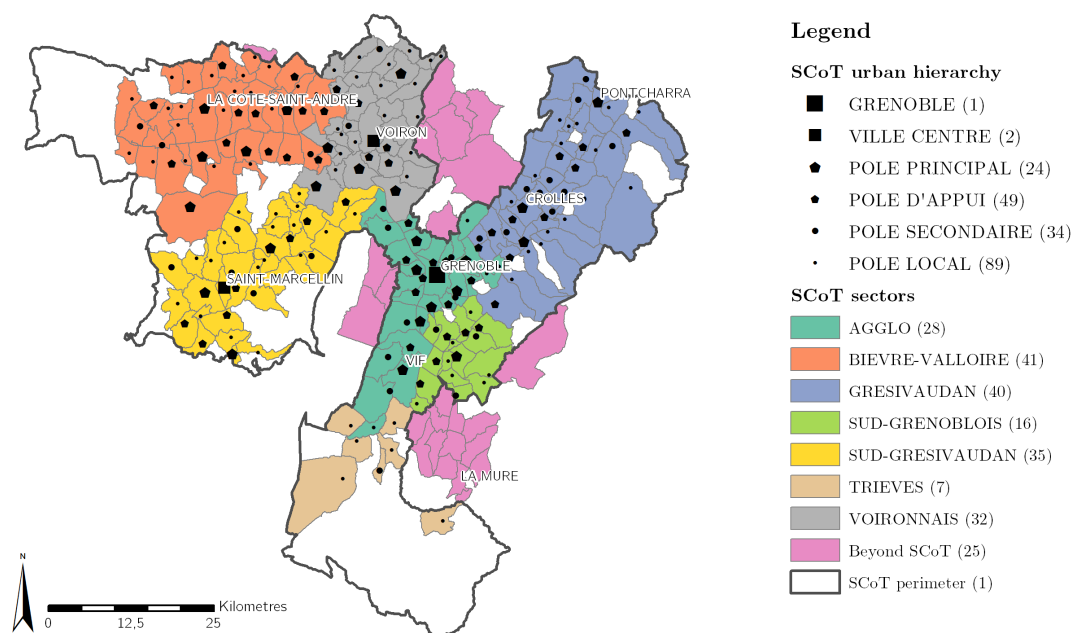 PONTCHARRA
LA COTE-SAINT-ANDRE
VOIRON
CROLLES
GRENOBLE
SAINT-MARCELLIN
VIF
LA MURE
N
Kilometres
0 12,5 25
Legend
SCoT urban hierarchy
GRENOBLE (1)
VILLE CENTRE (2)
POLE PRINCIPAL (24)
POLE D'APPUI (49)
POLE SECONDAIRE (34)
POLE LOCAL (89)
SCoT sectors
AGGLO (28)
BIEVRE-VALLOIRE (41)
GRESIVAUDAN (40)
SUD-GRENOBLOIS (16)
SUD-GRESIVAUDAN (35)
TRIEVES (7)
VOIRONNAIS (32)
Beyond SCoT (25)
SCoT perimeter (1)